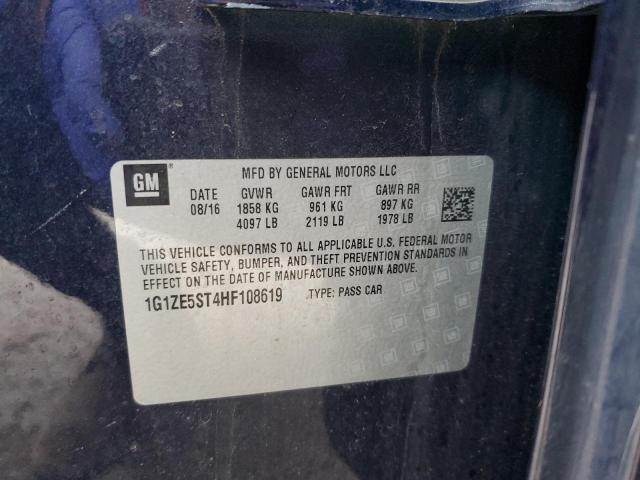 GM ®
MFD BY GENERAL MOTORS LLC
DATE GVWR GAWR FRT GAWR RR
08/16 1858 KG 961 KG 897 KG
4097 LB 2119 LB 1978 LB
THIS VEHICLE CONFORMS TO ALL APPLICABLE U.S. FEDERAL MOTOR
VEHICLE SAFETY, BUMPER, AND THEFT PREVENTION STANDARDS IN
EFFECT ON THE DATE OF MANUFACTURE SHOWN ABOVE.
1G1ZE5ST4HF108619 TYPE: PASS CAR